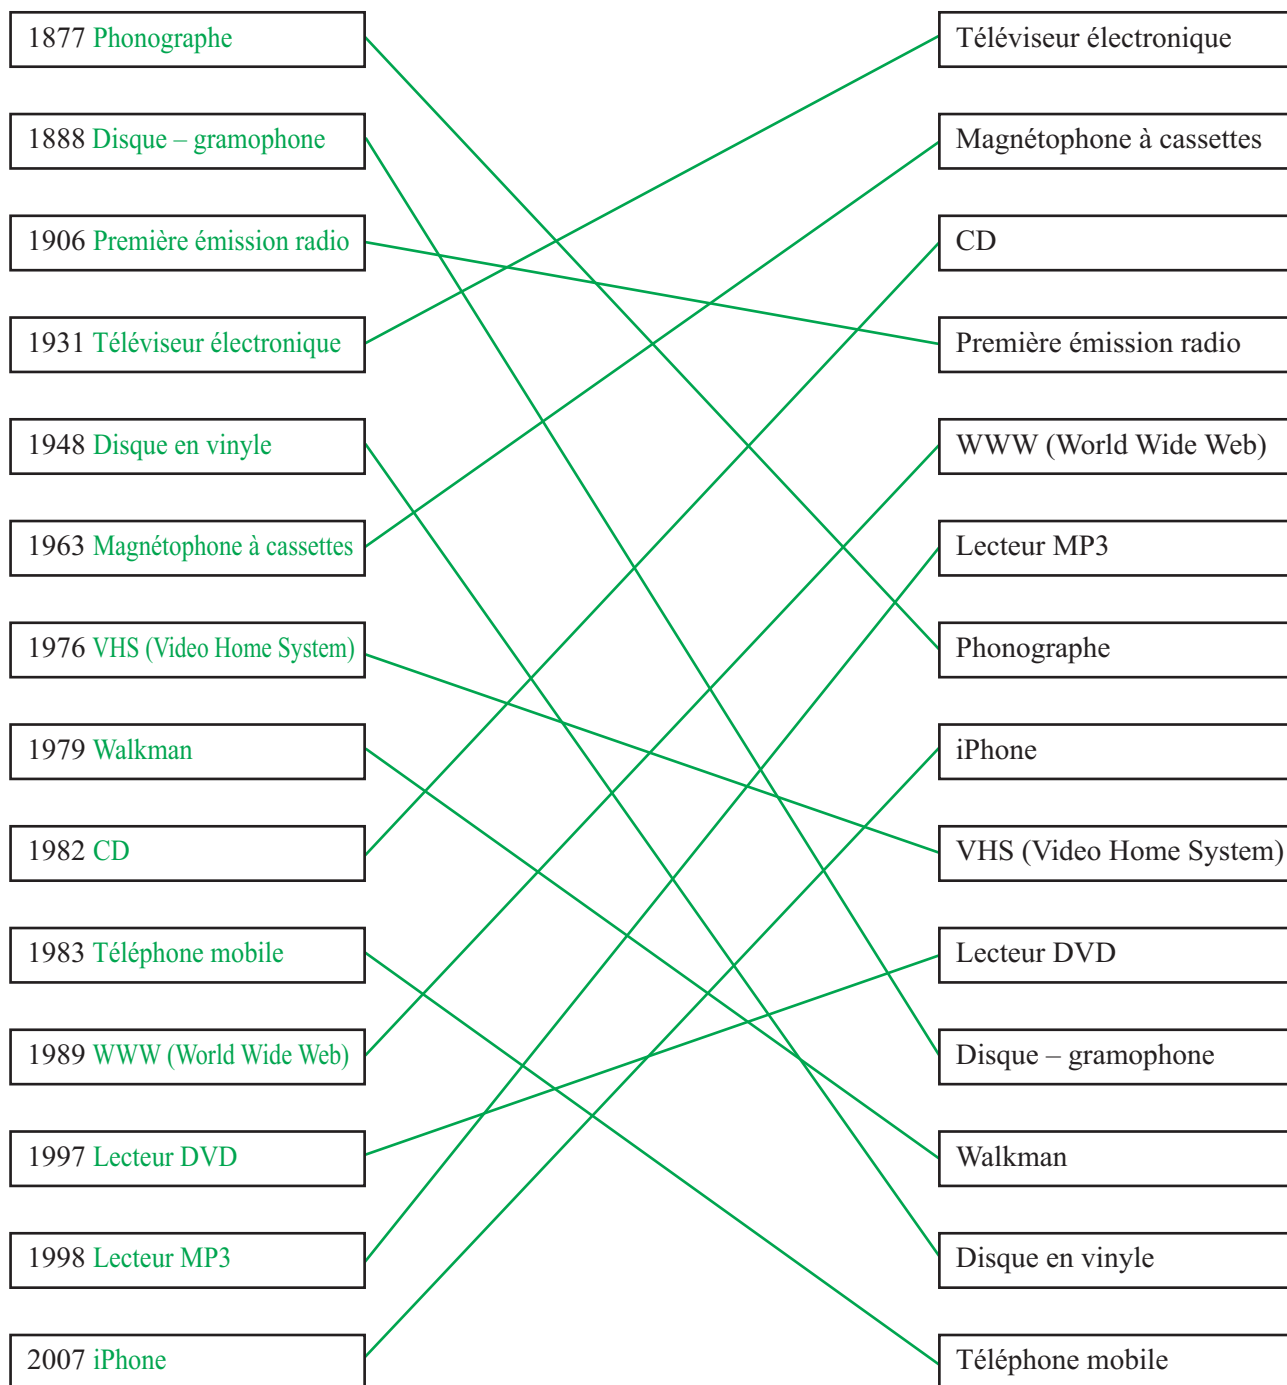 1877 Phonographe
1888 Disque – gramophone
1906 Première émission radio
1931 Téléviseur électronique
1948 Disque en vinyle
1963 Magnétophone à cassettes
1976 VHS (Video Home System)
1979 Walkman
1982 CD
1983 Téléphone mobile
1989 WWW (World Wide Web)
1997 Lecteur DVD
1998 Lecteur MP3
2007 iPhone
Téléviseur électronique
Magnétophone à cassettes
CD
Première émission radio
WWW (World Wide Web)
Lecteur MP3
Phonographe
iPhone
VHS (Video Home System)
Lecteur DVD
Disque – gramophone
Walkman
Disque en vinyle
Téléphone mobile